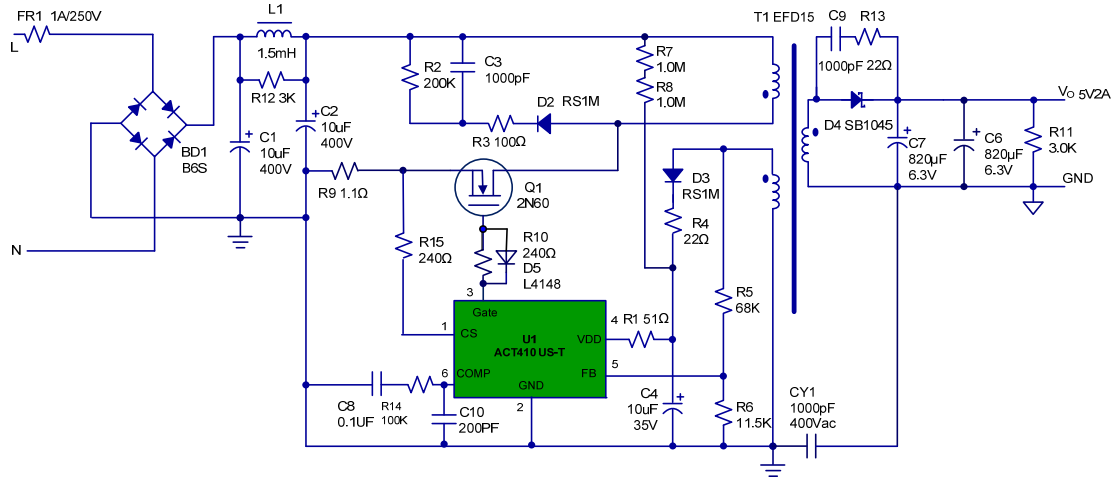 FR1 1A/250V
L
L1
1.5mH
R12 3K
C1
10uF
400V
C2
10uF
400V
BD1
B6S
N
R2
200K
C3
1000pF
D2 RS1M
R3 100Ω
R7
1.0M
R8
1.0M
T1 EFD15
C9
R13
1000pF 22Ω
D4 SB1045
VO 5V2A
C7
820µF
6.3V
C6
820µF
6.3V
R11
3.0K
GND
R9 1.1Ω
Q1
2N60
D3
RS1M
R4
22Ω
R15
240Ω
R10
240Ω
D5
L4148
3
Gate
1
CS
U1
ACT410 US-T
4
VDD
R1 51Ω
5
FB
6
COMP
GND
2
R5
68K
C8
0.1UF
R14
100K
C10
200PF
C4
10uF
35V
R6
11.5K
CY1
1000pF
400Vac